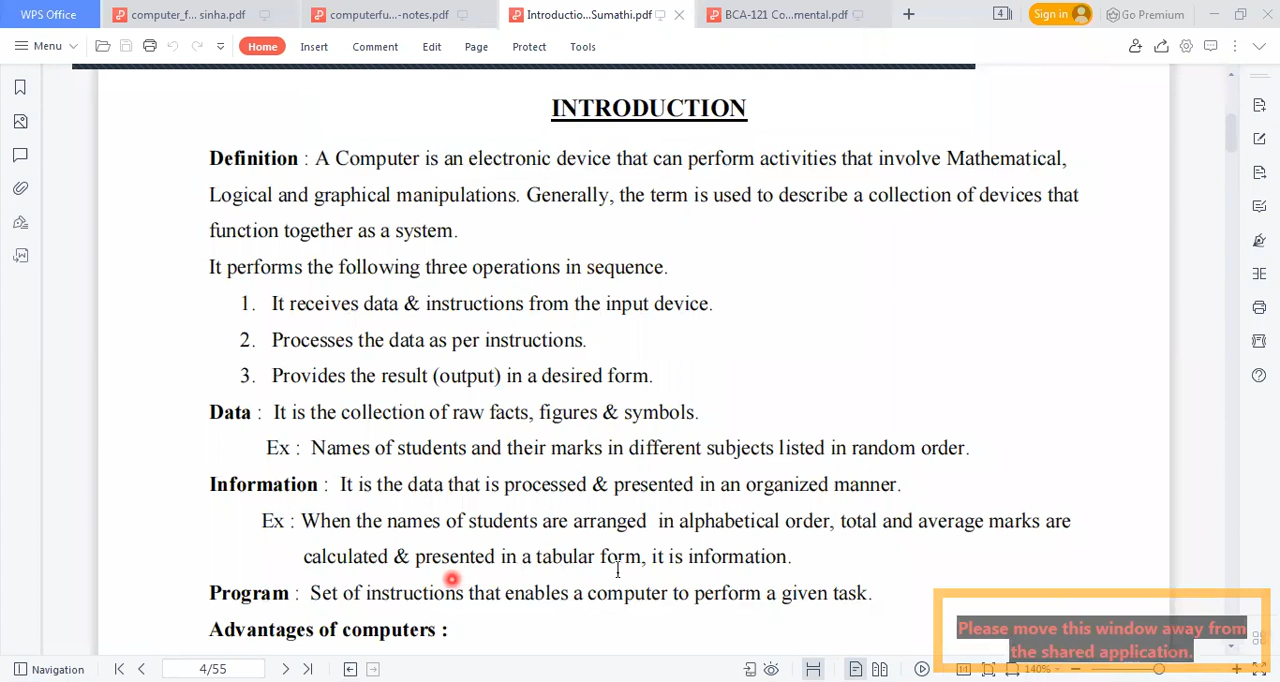 WPS Office
computer_f... sinha.pdf
computerfu...-notes.pdf
Introductio...Sumathi.pdf
BCA-121 Co...mental.pdf
4
Sign in
Go Premium
Menu
Home
Insert
Comment
Edit
Page
Protect
Tools
INTRODUCTION
Definition : A Computer is an electronic device that can perform activities that involve Mathematical,
Logical and graphical manipulations. Generally, the term is used to describe a collection of devices that
function together as a system.
It performs the following three operations in sequence.
1. It receives data & instructions from the input device.
2. Processes the data as per instructions.
3. Provides the result (output) in a desired form.
Data : It is the collection of raw facts, figures & symbols.
Ex : Names of students and their marks in different subjects listed in random order.
Information : It is the data that is processed & presented in an organized manner.
Ex : When the names of students are arranged in alphabetical order, total and average marks are
calculated & presented in a tabular form, it is information.
Program : Set of instructions that enables a computer to perform a given task.
Advantages of computers :
Please move this window away from
the shared application.
Navigation
4/55
140%